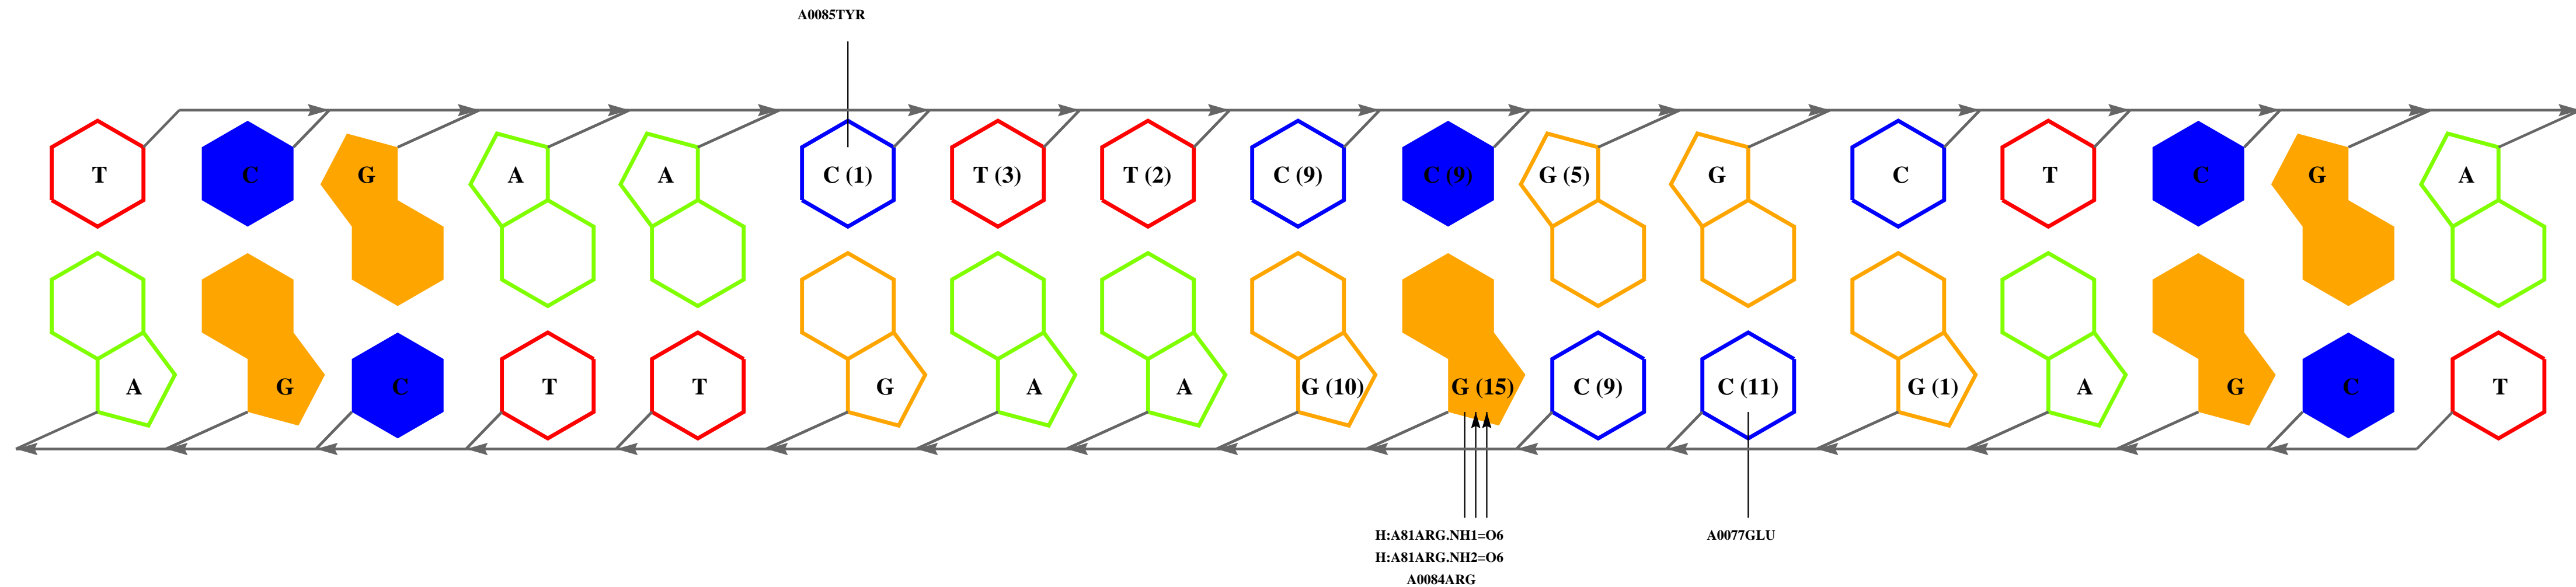 A0085TYR
T C G A A C (1) T (3) T (2) C (9) C (9) G (5) G C T C G A
A G C T T G A A G (10) G (15) C (9) C (11) G (1) A G C T
H:A81ARG.NH1=O6 A0077GLU
H:A81ARG.NH2=O6
A0084ARG